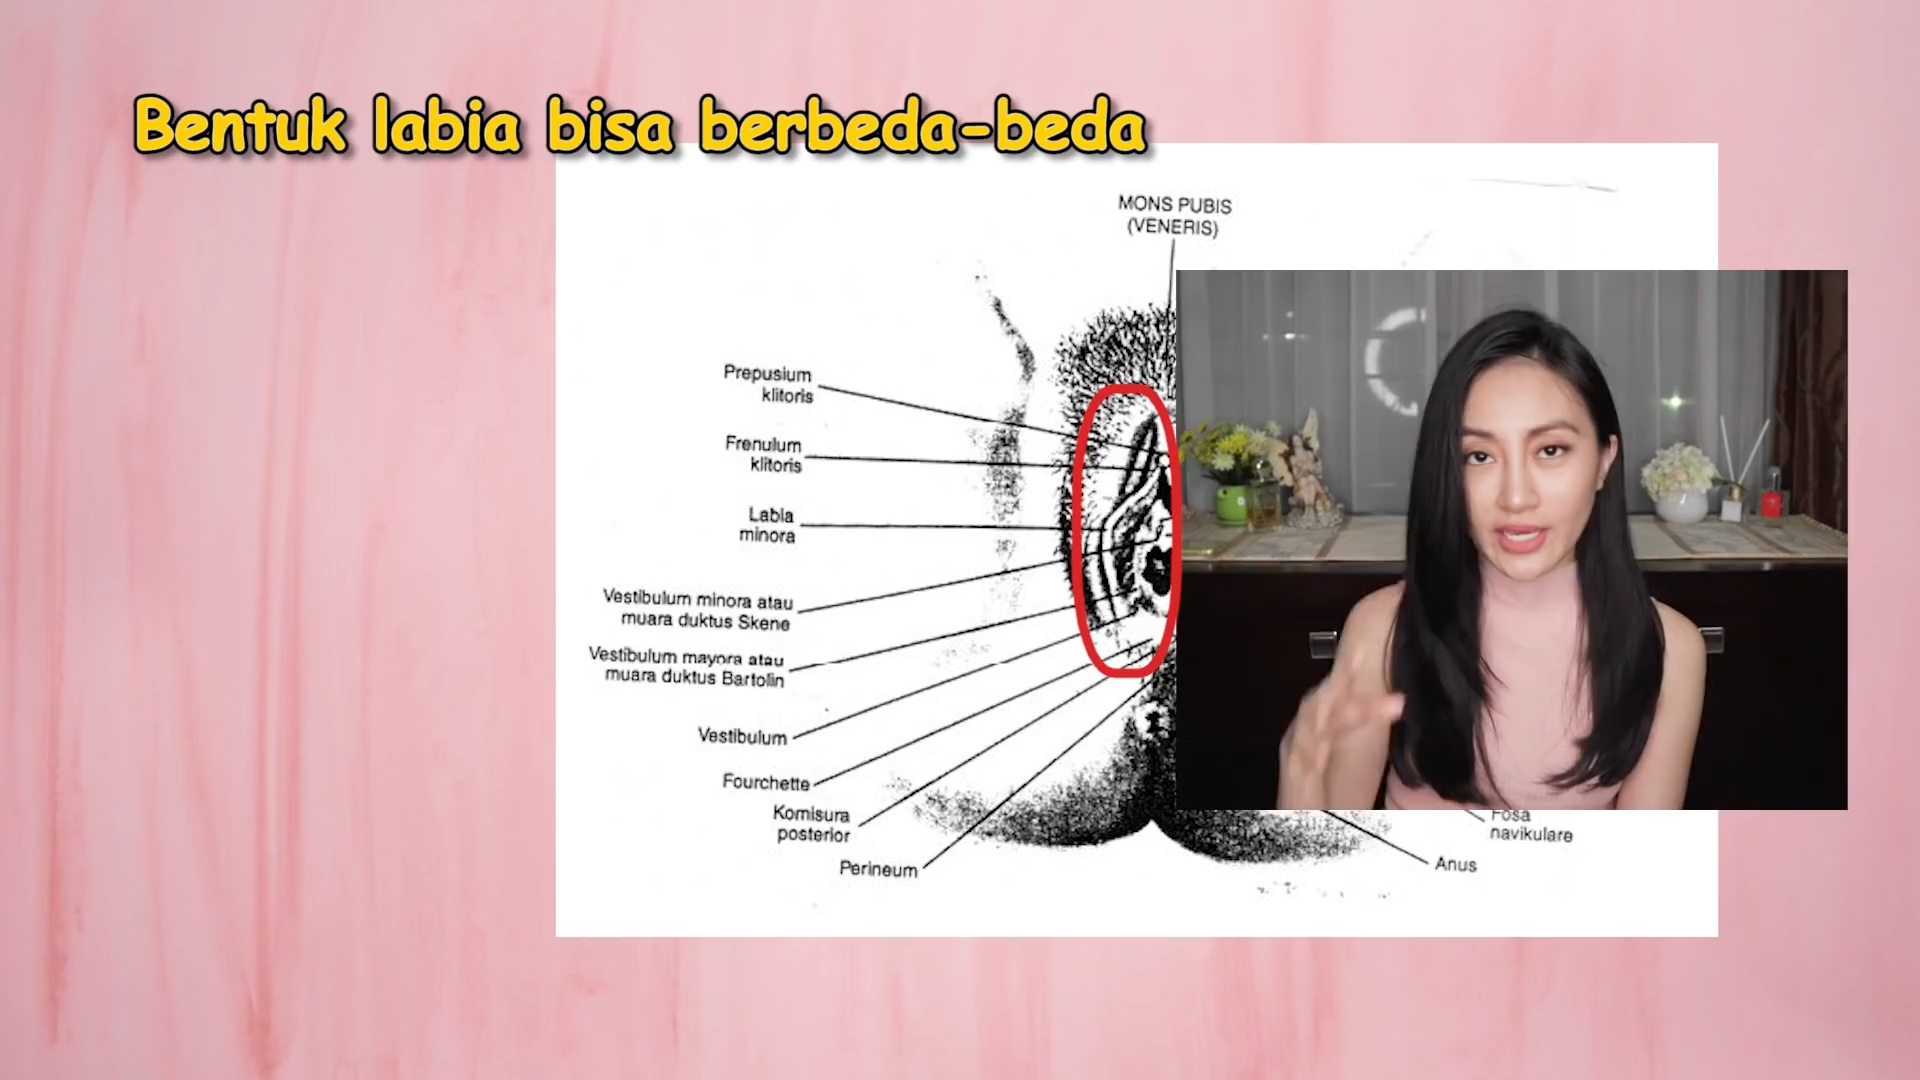 Bentuk labia bisa berbeda-beda
MONS PUBIS
(VENERIS)
Prepusium
klitoris
Frenulum
klitoris
Labia
minora
Vestibulum minora atau
muara duktus Skene
Vestibulum mayora atau
muara duktus Bartolin
Vestibulum
Fourchette
Komisura
posterior
Perineum
Fosa
navikulare
Anus